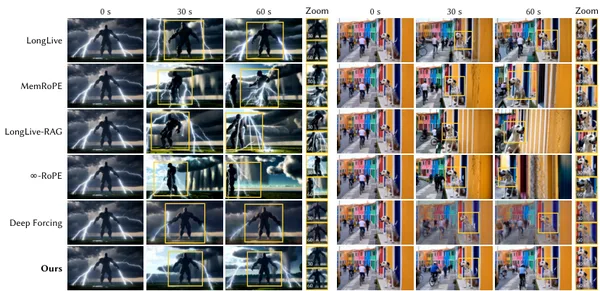 0 s 30 s 60 s Zoom 0 s 30 s 60 s Zoom
LongLive
MemRoPE
LongLive-RAG
∞-RoPE
Deep Forcing
Ours